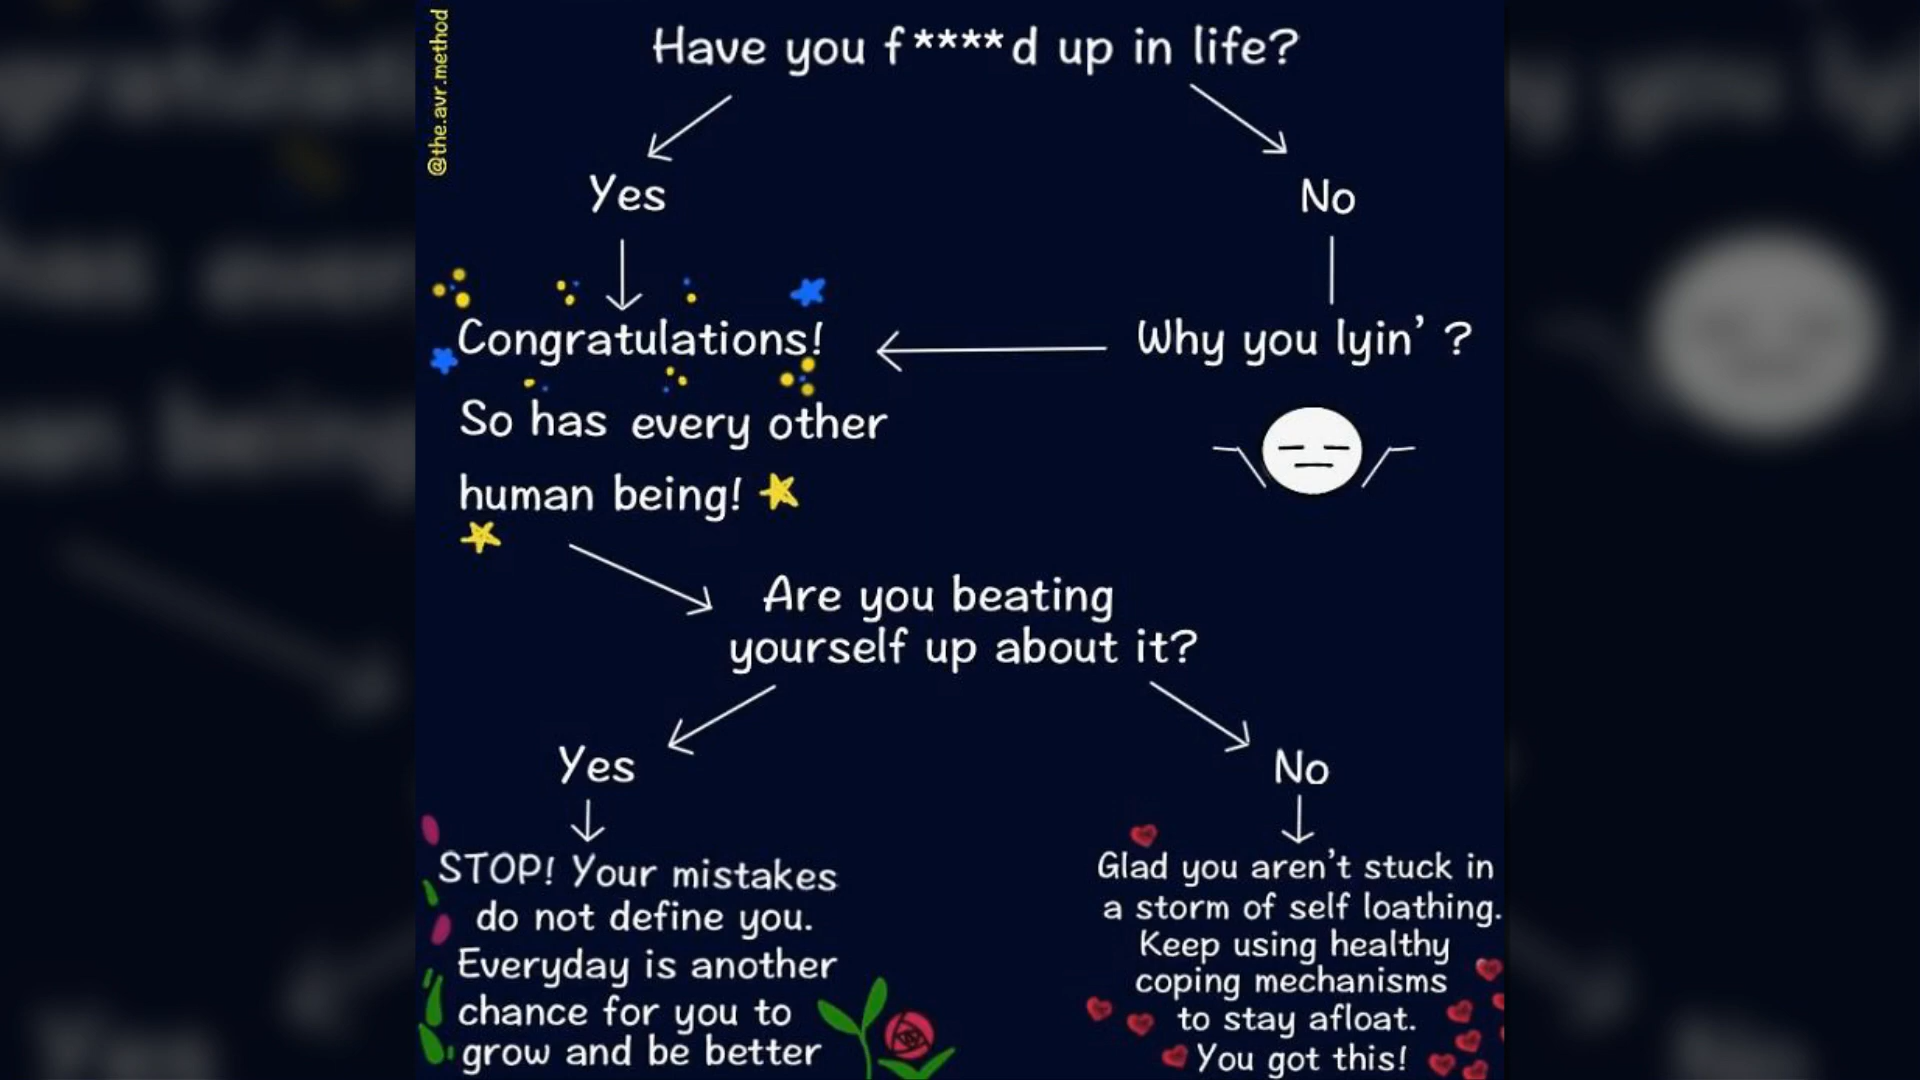 @the.avr.method
Have you f****d up in life?
Yes
No
Congratulations!
Why you lyin' ?
So has every other
human being!
Are you beating
yourself up about it?
Yes
No
STOP! Your mistakes
do not define you.
Everyday is another
chance for you to
grow and be better
Glad you aren't stuck in
a storm of self loathing.
Keep using healthy
coping mechanisms
to stay afloat.
You got this!